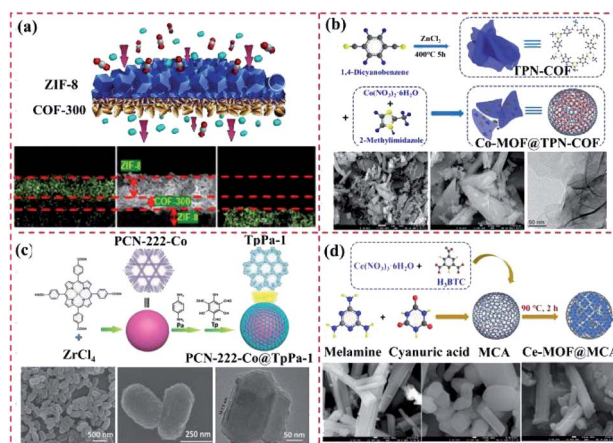 (a)
ZIF-8
COF-300
ZIF-8
COF-300
ZIF-8
(b)
ZnCl₂
400°C 5h
1,4-Dicyanobenzene
TPN-COF
Co(NO₃)₂·6H₂O
+
+
2-Methylimidazole
Co-MOF@TPN-COF
50 nm
(c)
PCN-222-Co
TpPa-1
Pa
Tp
+
ZrCl₄
PCN-222-Co@TpPa-1
500 nm
250 nm
50 nm
(d)
Ce(NO₃)₃·6H₂O +
H₃BTC
90 °C, 2 h
+
Melamine
Cyanuric acid
MCA
Ce-MOF@MCA